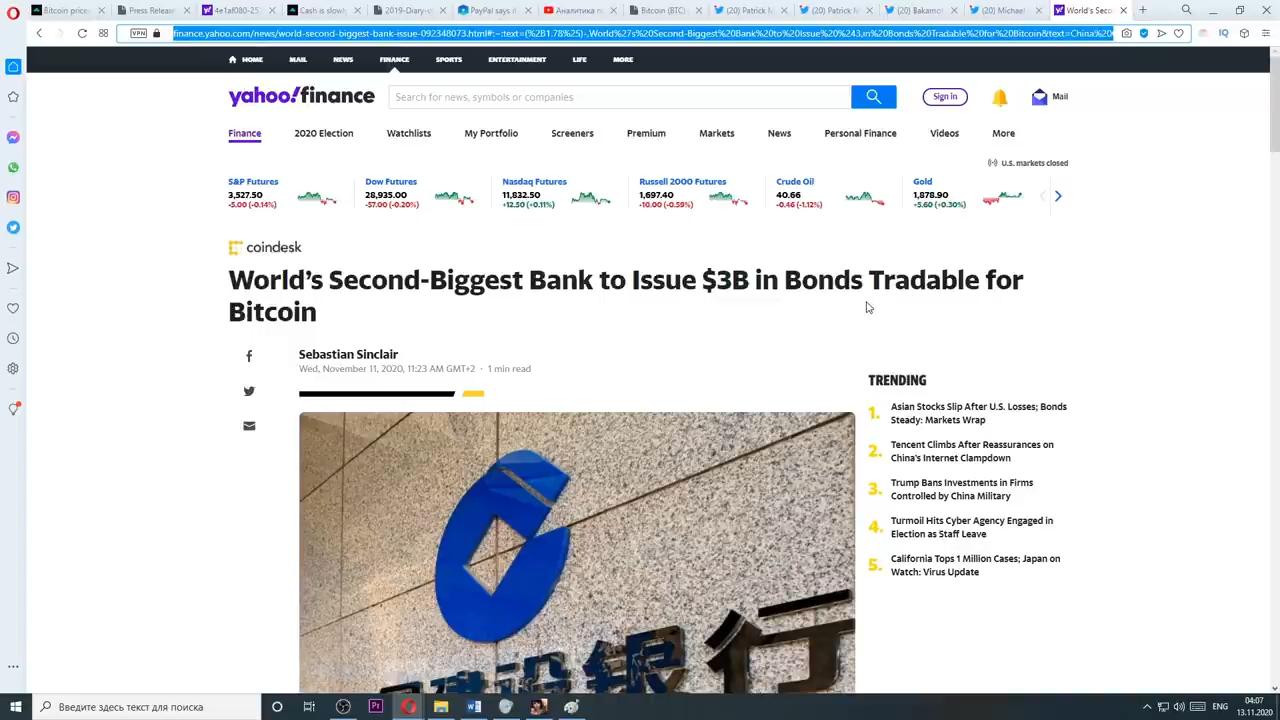 Bitcoin price
Press Releas
4e1af080-25
Cash is slowl
2019-Diary-o
PayPal says i
Аналитика п
Bitcoin (BTC)
(20) Patrick M
(20) Patrick M
(20) Bakamot
(20) Michael
World's Seco
VPN
finance.yahoo.com/news/world-second-biggest-bank-issue-092348073.html#:~:text=(%2B1.78%25)-,World%27s%20Second-Biggest%20Bank%20to%20Issue%20%243,in%20Bonds%20Tradable%20for%20Bitcoin&text=China%20C
HOME MAIL NEWS FINANCE SPORTS ENTERTAINMENT LIFE MORE
yahoo!finance
Search for news, symbols or companies
Sign in
Mail
Finance 2020 Election Watchlists My Portfolio Screeners Premium Markets News Personal Finance Videos More
U.S. markets closed
S&P Futures
3,527.50
-5.00 (-0.14%)
Dow Futures
28,935.00
-57.00 (-0.20%)
Nasdaq Futures
11,832.50
+12.50 (+0.11%)
Russell 2000 Futures
1,697.40
-10.00 (-0.59%)
Crude Oil
40.66
-0.46 (-1.12%)
Gold
1,878.90
+5.60 (+0.30%)
coindesk
World's Second-Biggest Bank to Issue $3B in Bonds Tradable for
Bitcoin
Sebastian Sinclair
Wed, November 11, 2020, 11:23 AM GMT+2 · 1 min read
TRENDING
1. Asian Stocks Slip After U.S. Losses; Bonds
Steady: Markets Wrap
2. Tencent Climbs After Reassurances on
China's Internet Clampdown
3. Trump Bans Investments in Firms
Controlled by China Military
4. Turmoil Hits Cyber Agency Engaged in
Election as Staff Leave
5. California Tops 1 Million Cases; Japan on
Watch: Virus Update
Введите здесь текст для поиска
ENG
04:07
13.11.2020